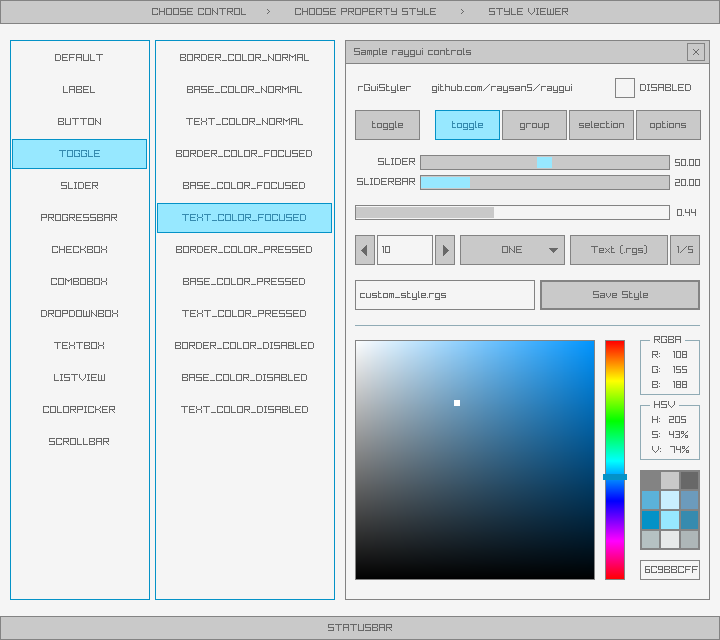 CHOOSE CONTROL > CHOOSE PROPERTY STYLE > STYLE VIEWER
DEFAULT
LABEL
BUTTON
TOGGLE
SLIDER
PROGRESSBAR
CHECKBOX
COMBOBOX
DROPDOWNBOX
TEXTBOX
LISTVIEW
COLORPICKER
SCROLLBAR
BORDER_COLOR_NORMAL
BASE_COLOR_NORMAL
TEXT_COLOR_NORMAL
BORDER_COLOR_FOCUSED
BASE_COLOR_FOCUSED
TEXT_COLOR_FOCUSED
BORDER_COLOR_PRESSED
BASE_COLOR_PRESSED
TEXT_COLOR_PRESSED
BORDER_COLOR_DISABLED
BASE_COLOR_DISABLED
TEXT_COLOR_DISABLED
Sample raygui controls
rGuiStyler github.com/raysan5/raygui DISABLED
toggle toggle group selection options
SLIDER 50.00
SLIDERBAR 20.00
0.44
10 ONE Text (.rgs) 1/5
custom_style.rgs Save Style
RGBA
R: 108
G: 155
B: 188
HSV
H: 205
S: 43%
V: 74%
6C9BBCFF
STATUSBAR